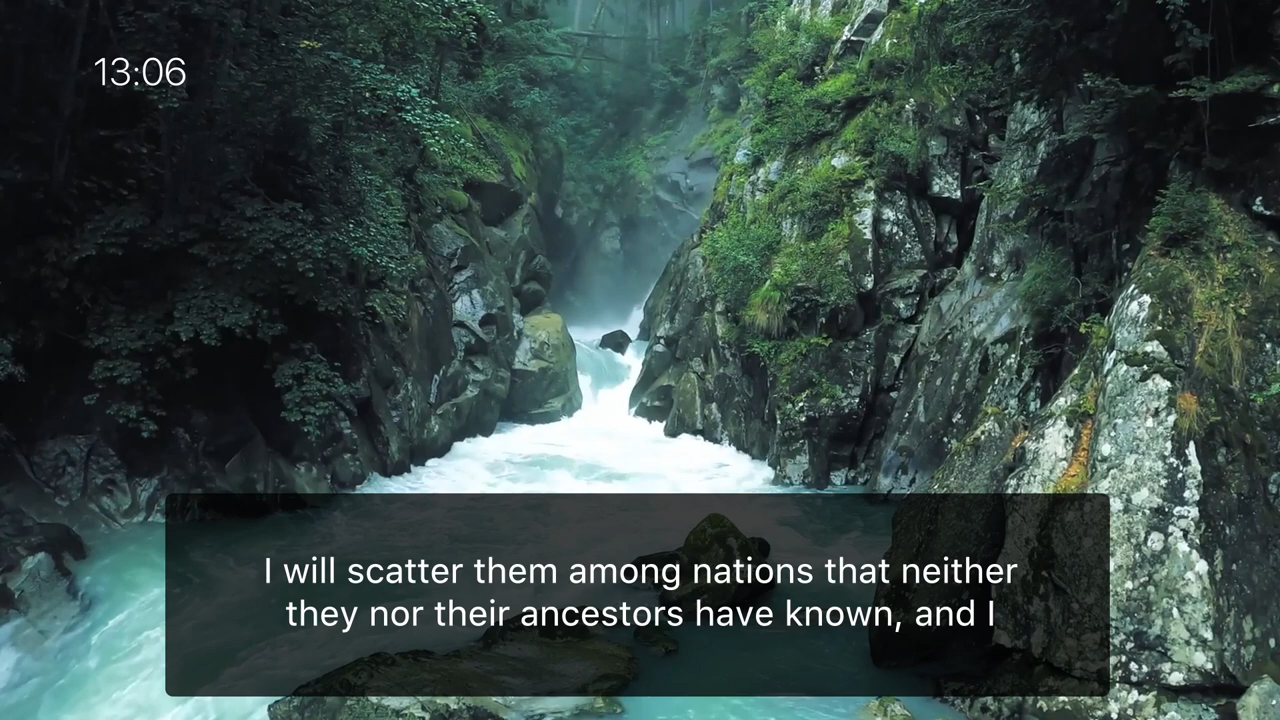 13:06
I will scatter them among nations that neither
they nor their ancestors have known, and I